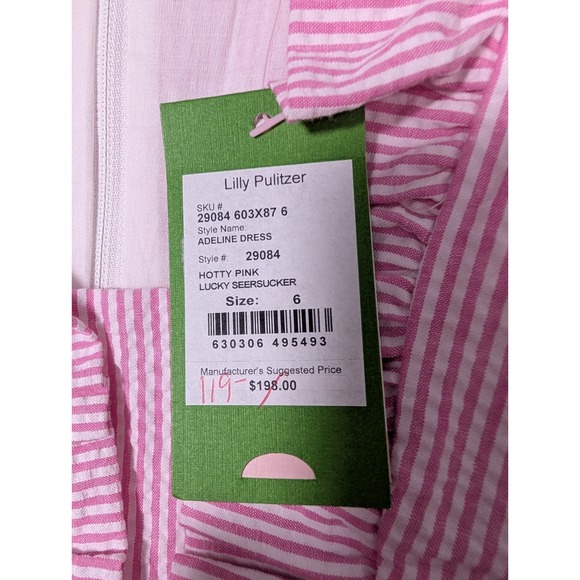 Lilly Pulitzer
SKU #
29084 603X87 6
Style Name:
ADELINE DRESS
Style #: 29084
HOTTY PINK
LUCKY SEERSUCKER
Size: 6
630306 495493
Manufacturer's Suggested Price
119- $198.00